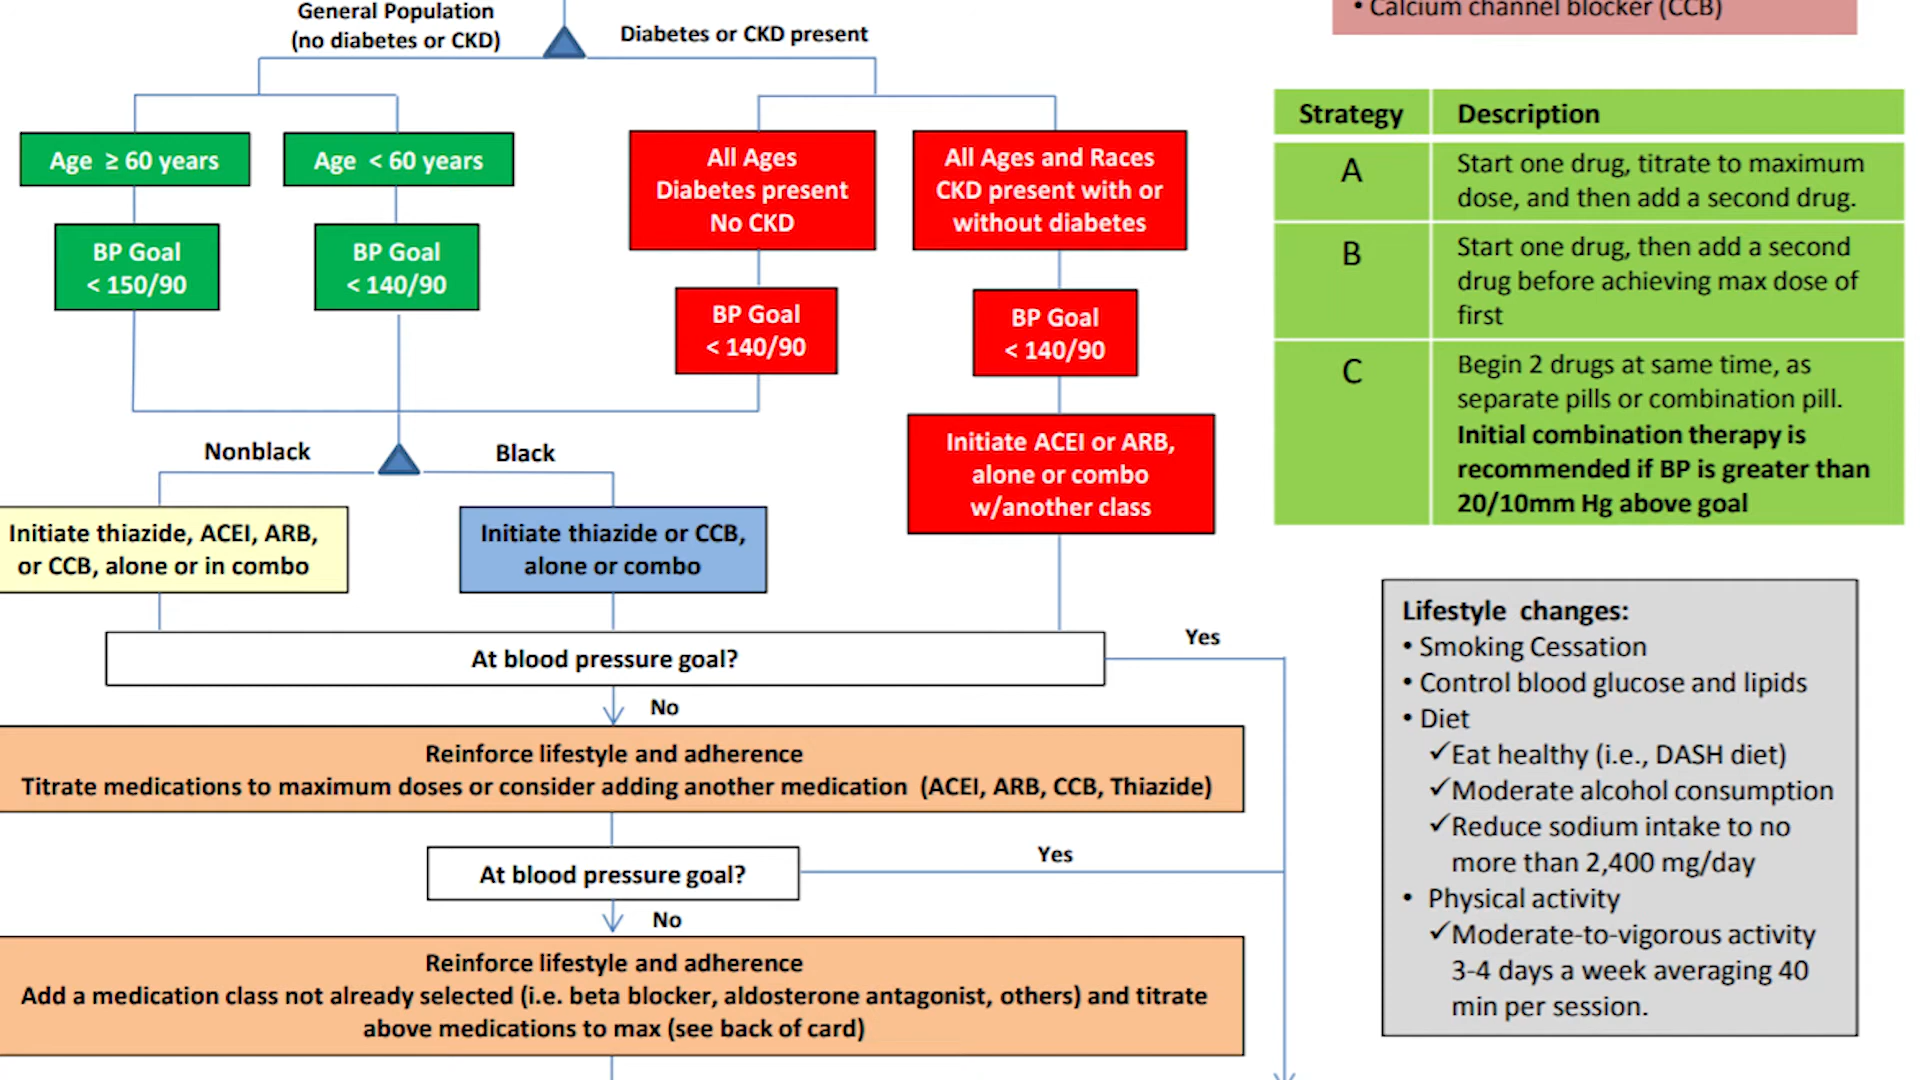 General Population
(no diabetes or CKD)
Diabetes or CKD present
• Calcium channel blocker (CCB)
Age ≥ 60 years
Age < 60 years
All Ages
Diabetes present
No CKD
All Ages and Races
CKD present with or
without diabetes
BP Goal
< 150/90
BP Goal
< 140/90
BP Goal
< 140/90
BP Goal
< 140/90
Nonblack
Black
Initiate thiazide, ACEI, ARB,
or CCB, alone or in combo
Initiate thiazide or CCB,
alone or combo
Initiate ACEI or ARB,
alone or combo
w/another class
At blood pressure goal?
Yes
No
Reinforce lifestyle and adherence
Titrate medications to maximum doses or consider adding another medication (ACEI, ARB, CCB, Thiazide)
At blood pressure goal?
Yes
No
Reinforce lifestyle and adherence
Add a medication class not already selected (i.e. beta blocker, aldosterone antagonist, others) and titrate
above medications to max (see back of card)
Strategy
Description
A
Start one drug, titrate to maximum
dose, and then add a second drug.
B
Start one drug, then add a second
drug before achieving max dose of
first
C
Begin 2 drugs at same time, as
separate pills or combination pill.
Initial combination therapy is
recommended if BP is greater than
20/10mm Hg above goal
Lifestyle changes:
• Smoking Cessation
• Control blood glucose and lipids
• Diet
✓Eat healthy (i.e., DASH diet)
✓Moderate alcohol consumption
✓Reduce sodium intake to no
more than 2,400 mg/day
• Physical activity
✓Moderate-to-vigorous activity
3-4 days a week averaging 40
min per session.